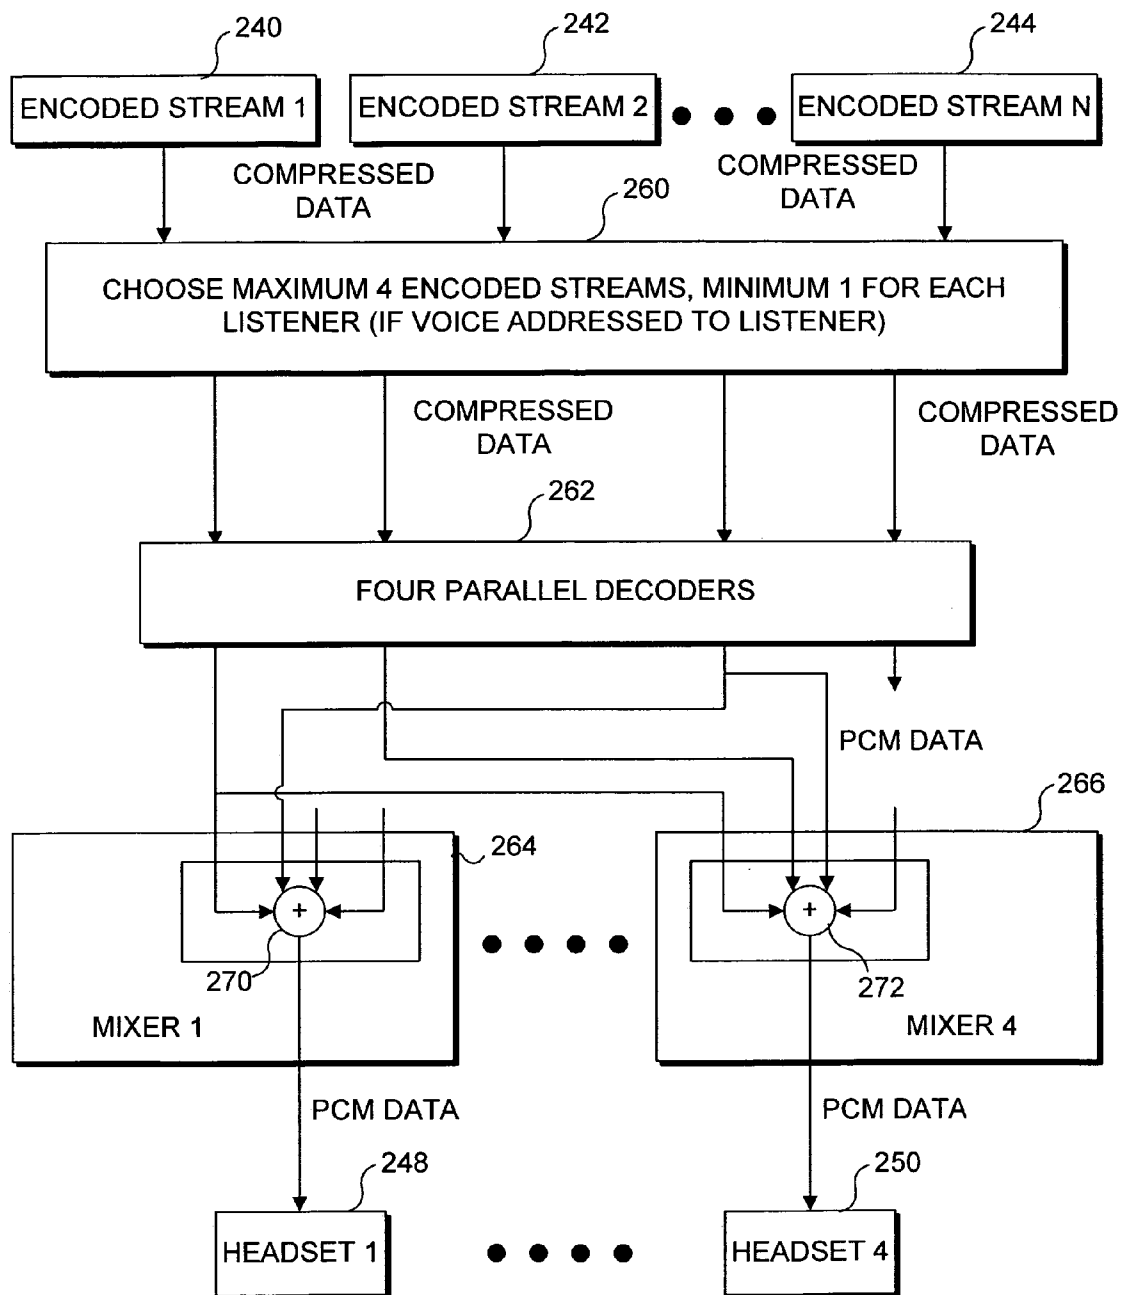 240
242
244
ENCODED STREAM 1
ENCODED STREAM 2
ENCODED STREAM N
COMPRESSED
DATA
260
COMPRESSED
DATA
CHOOSE MAXIMUM 4 ENCODED STREAMS, MINIMUM 1 FOR EACH
LISTENER (IF VOICE ADDRESSED TO LISTENER)
COMPRESSED
DATA
COMPRESSED
DATA
262
FOUR PARALLEL DECODERS
PCM DATA
264
266
+
+
270
272
MIXER 1
MIXER 4
PCM DATA
PCM DATA
248
250
HEADSET 1
HEADSET 4